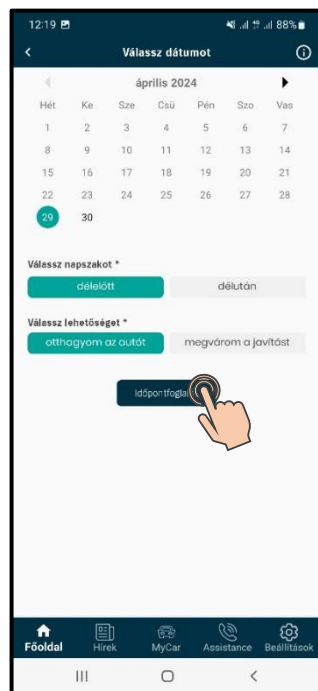 12:19 88%
Válassz dátumot
április 2024
Hét Ke Sze Csü Pén Szo Vas
1 2 3 4 5 6 7
8 9 10 11 12 13 14
15 16 17 18 19 20 21
22 23 24 25 26 27 28
29 30
Válassz napszakot *
délelőtt délután
Válassz lehetőséget *
otthagyom az autót megvárom a javítást
Főoldal Hírek MyCar Assistance Beállítások